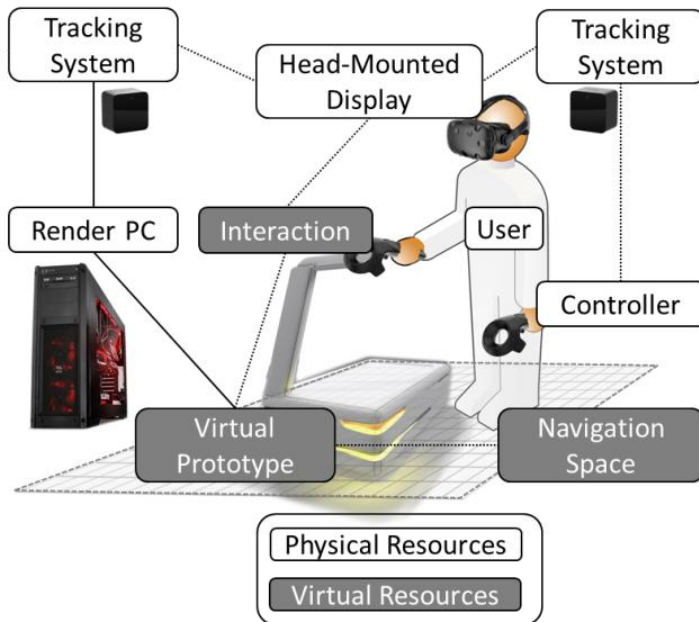 Tracking
System
Head-Mounted
Display
Tracking
System
Render PC
Interaction
User
Controller
Virtual
Prototype
Navigation
Space
Physical Resources
Virtual Resources